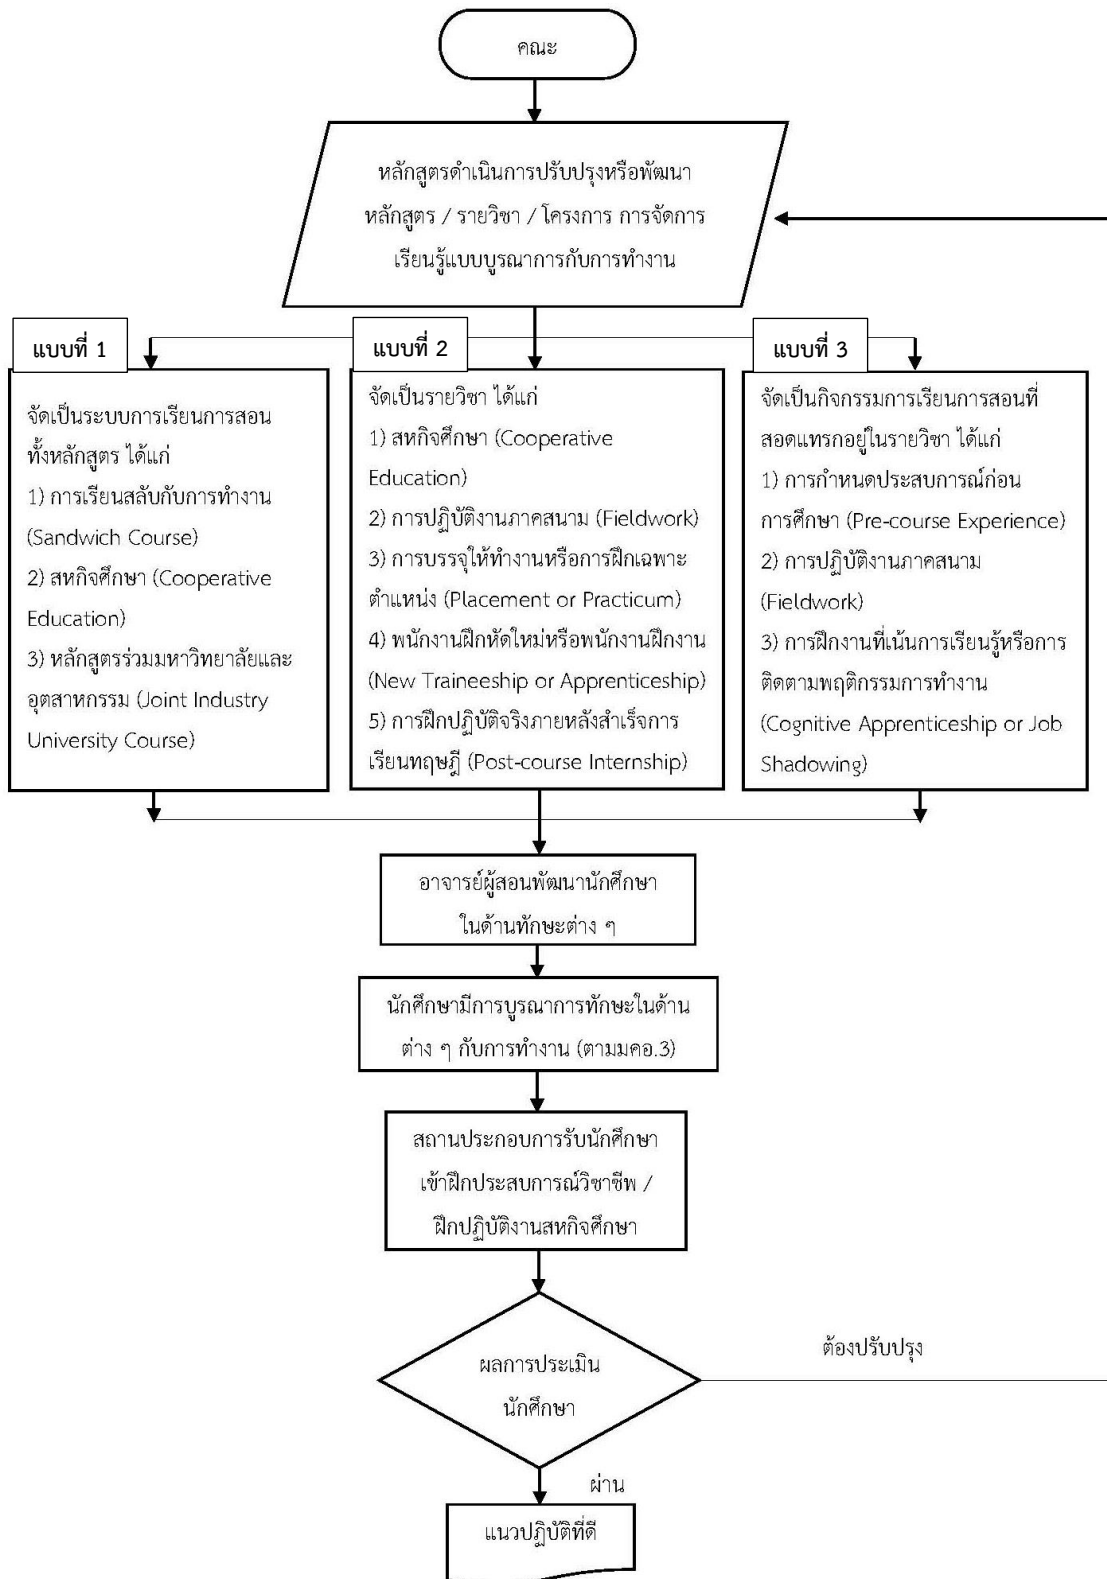 คณะ
หลักสูตรดำเนินการปรับปรุงหรือพัฒนา
หลักสูตร / รายวิชา / โครงการ การจัดการ
เรียนรู้แบบบูรณาการกับการทำงาน
แบบที่ 1
จัดเป็นระบบการเรียนการสอน
ทั้งหลักสูตร ได้แก่
1) การเรียนสลับกับการทำงาน
(Sandwich Course)
2) สหกิจศึกษา (Cooperative
Education)
3) หลักสูตรร่วมมหาวิทยาลัยและ
อุตสาหกรรม (Joint Industry
University Course)
แบบที่ 2
จัดเป็นรายวิชา ได้แก่
1) สหกิจศึกษา (Cooperative
Education)
2) การปฏิบัติงานภาคสนาม (Fieldwork)
3) การบรรจุให้ทำงานหรือการฝึกเฉพาะ
ตำแหน่ง (Placement or Practicum)
4) พนักงานฝึกหัดใหม่หรือพนักงานฝึกงาน
(New Traineeship or Apprenticeship)
5) การฝึกปฏิบัติจริงภายหลังสำเร็จการ
เรียนทฤษฎี (Post-course Internship)
แบบที่ 3
จัดเป็นกิจกรรมการเรียนการสอนที่
สอดแทรกอยู่ในรายวิชา ได้แก่
1) การกำหนดประสบการณ์ก่อน
การศึกษา (Pre-course Experience)
2) การปฏิบัติงานภาคสนาม
(Fieldwork)
3) การฝึกงานที่เน้นการเรียนรู้หรือการ
ติดตามพฤติกรรมการทำงาน
(Cognitive Apprenticeship or Job
Shadowing)
อาจารย์ผู้สอนพัฒนานักศึกษา
ในด้านทักษะต่าง ๆ
นักศึกษามีการบูรณาการทักษะในด้าน
ต่าง ๆ กับการทำงาน (ตามมคอ.3)
สถานประกอบการรับนักศึกษา
เข้าฝึกประสบการณ์วิชาชีพ /
ฝึกปฏิบัติงานสหกิจศึกษา
ผลการประเมิน
นักศึกษา
ต้องปรับปรุง
ผ่าน
แนวปฏิบัติที่ดี